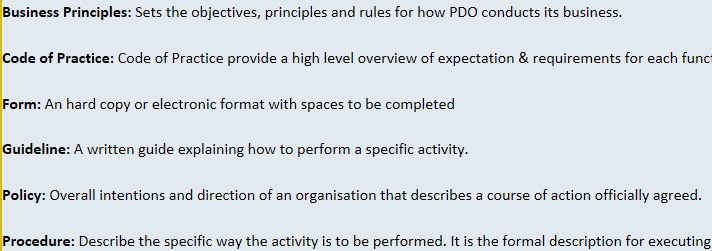 Business Principles: Sets the objectives, principles and rules for how PDO conducts its business.
Code of Practice: Code of Practice provide a high level overview of expectation & requirements for each
Form: An hard copy or electronic format with spaces to be completed
Guideline: A written guide explaining how to perform a specific activity.
Policy: Overall intentions and direction of an organisation that describes a course of action officially agreed.
Procedure: Describe the specific way the activity is to be performed. It is the formal description for executing